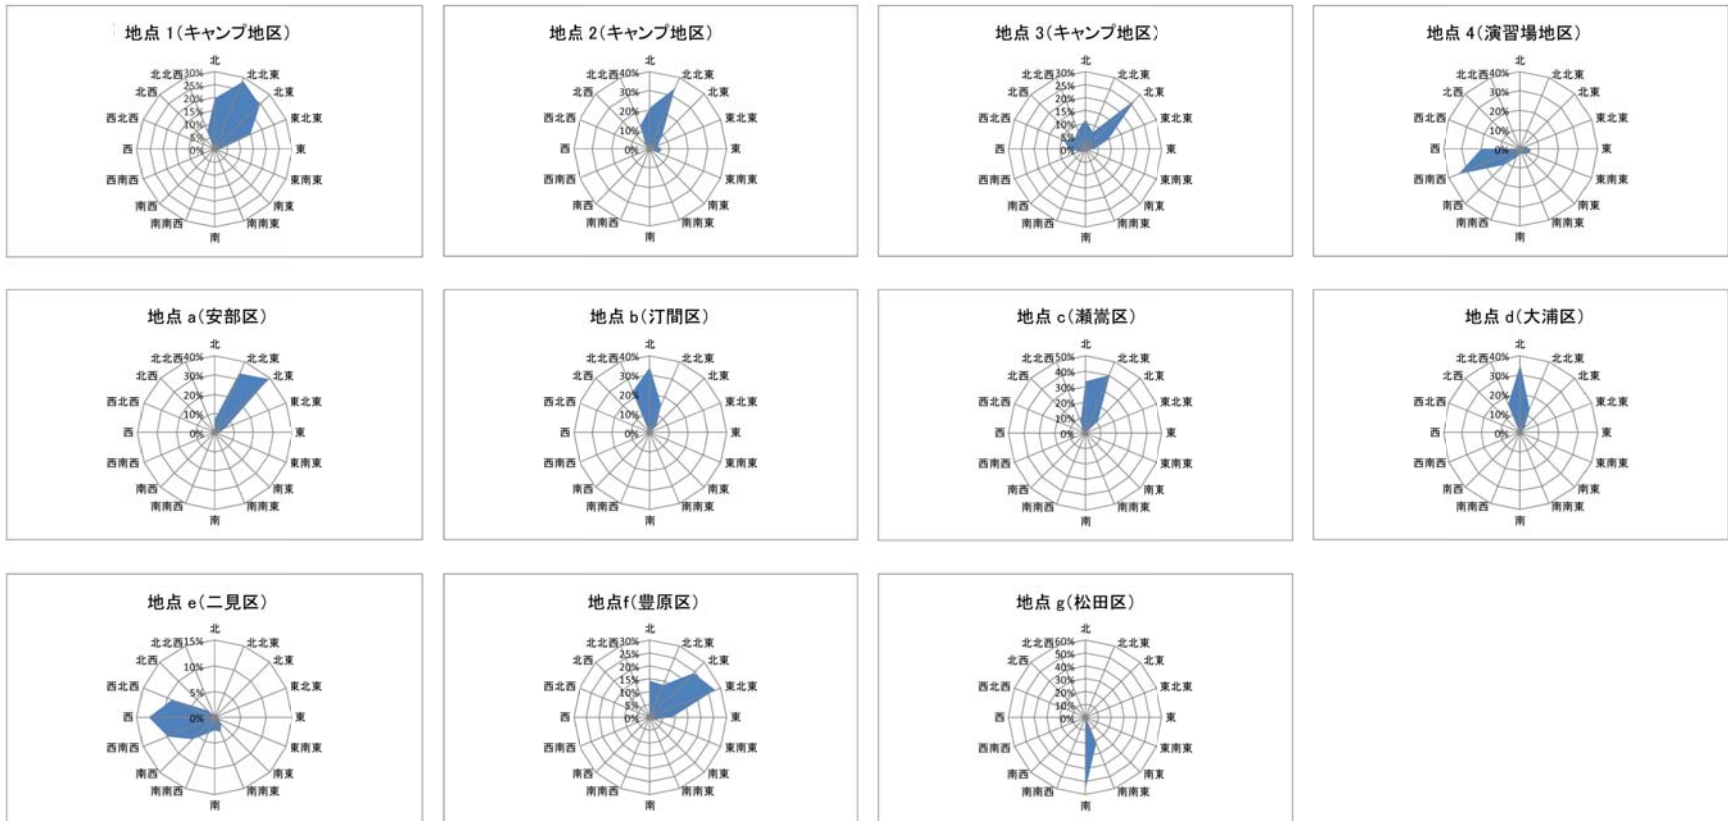 地点 1(キャンプ地区)
北
北北西 30% 北北東
北西 25% 北東
20%
西北西 15% 東北東
10%
5%
西 0% 東
西南西 東南東
南西 南東
南南西 南南東
南
地点 2(キャンプ地区)
北
北北西 40% 北北東
北西 30% 北東
西北西 20% 東北東
10%
西 0% 東
西南西 東南東
南西 南東
南南西 南南東
南
地点 3(キャンプ地区)
北
北北西 30% 北北東
北西 25% 北東
20%
西北西 15% 東北東
10%
5%
西 0% 東
西南西 東南東
南西 南東
南南西 南南東
南
地点 4(演習場地区)
北
北北西 40% 北北東
北西 30% 北東
西北西 20% 東北東
10%
西 0% 東
西南西 東南東
南西 南東
南南西 南南東
南
地点 a(安部区)
北
北北西 40% 北北東
北西 30% 北東
西北西 20% 東北東
10%
西 0% 東
西南西 東南東
南西 南東
南南西 南南東
南
地点 b(汀間区)
北
北北西 40% 北北東
北西 30% 北東
西北西 20% 東北東
10%
西 0% 東
西南西 東南東
南西 南東
南南西 南南東
南
地点 c(瀬嵩区)
北
北北西 50% 北北東
北西 40% 北東
30%
西北西 20% 東北東
10%
西 0% 東
西南西 東南東
南西 南東
南南西 南南東
南
地点 d(大浦区)
北
北北西 40% 北北東
北西 30% 北東
西北西 20% 東北東
10%
西 0% 東
西南西 東南東
南西 南東
南南西 南南東
南
地点 e(二見区)
北
北北西 15% 北北東
北西 10% 北東
西北西 5% 東北東
西 0% 東
西南西 東南東
南西 南東
南南西 南南東
南
地点f(豊原区)
北
北北西 30% 北北東
北西 25% 北東
20%
西北西 15% 東北東
10%
5%
西 0% 東
西南西 東南東
南西 南東
南南西 南南東
南
地点 g(松田区)
北
北北西 60% 北北東
北西 50% 北東
40%
西北西 30% 東北東
20%
10%
西 0% 東
西南西 東南東
南西 南東
南南西 南南東
南